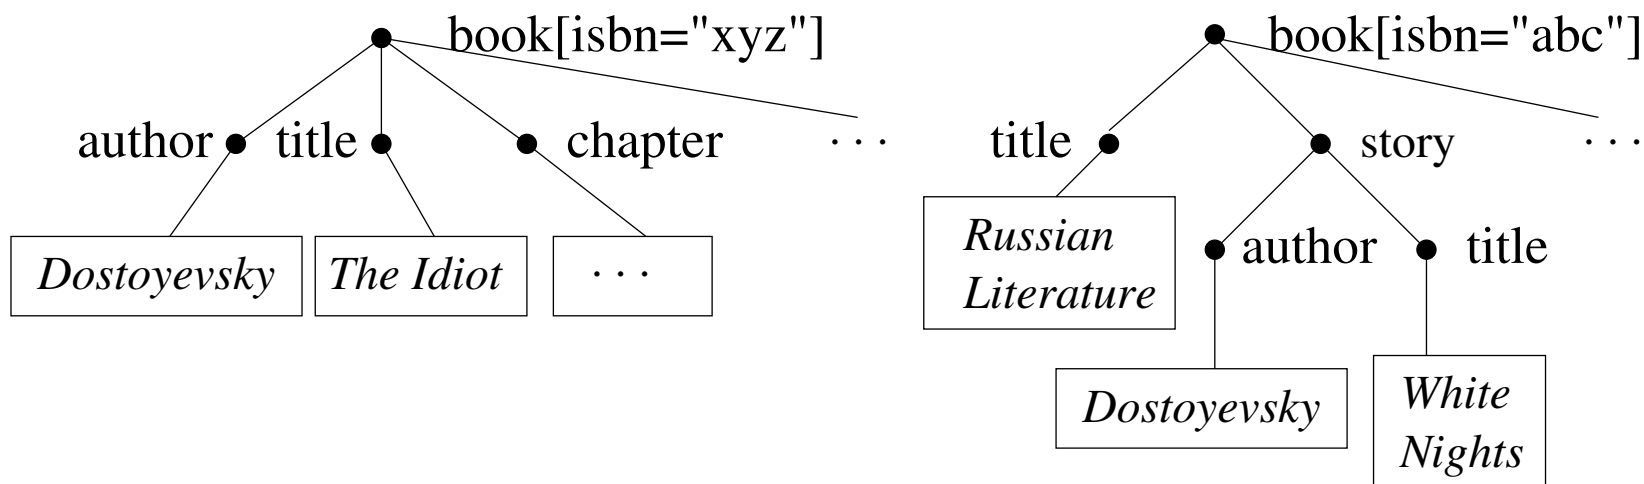 book[isbn="xyz"]
author title chapter . . .
Dostoyevsky The Idiot . . .
book[isbn="abc"]
title story . . .
Russian
Literature
author title
Dostoyevsky
White
Nights